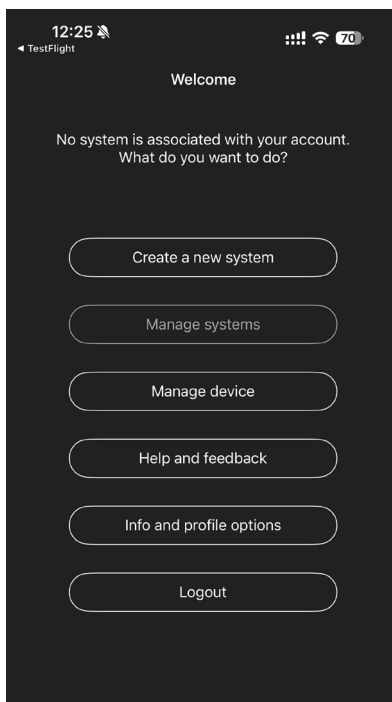 12:25
70
◀ TestFlight
Welcome
No system is associated with your account.
What do you want to do?
Create a new system
Manage systems
Manage device
Help and feedback
Info and profile options
Logout